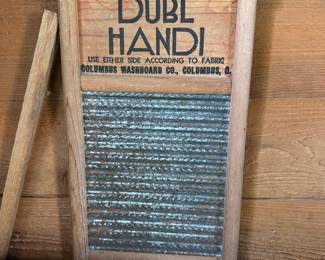 DUBL
HANDI
USE EITHER SIDE ACCORDING TO FABRIC
COLUMBUS WASHBOARD CO., COLUMBUS, O.